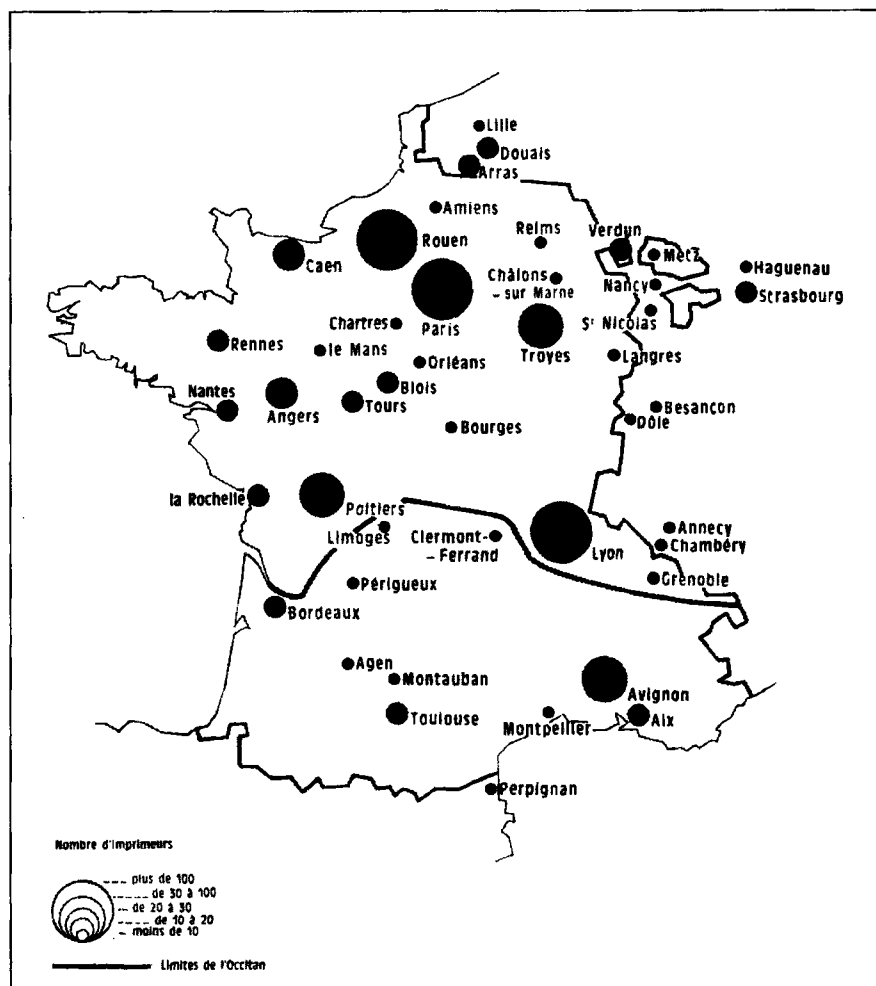 Lille
Douais
Arras
Amiens
Rouen
Reims
Verdun
Metz
Caen
Haguenau
Châlons
- sur Marne
Nancy
Strasbourg
Paris
Chartres
Troyes
St Nicolas
Rennes
le Mans
Orléans
Langres
Blois
Nantes
Angers
Tours
Besançon
Dôle
Bourges
la Rochelle
Poitiers
Limoges
Clermont-
- Ferrand
Lyon
Annecy
Chambéry
Grenoble
Périgueux
Bordeaux
Agen
Montauban
Avignon
Toulouse
Montpellier
Aix
Perpignan
Nombre d'imprimeurs
plus de 100
de 30 à 100
de 20 à 30
de 10 à 20
moins de 10
Limites de l'Occitan